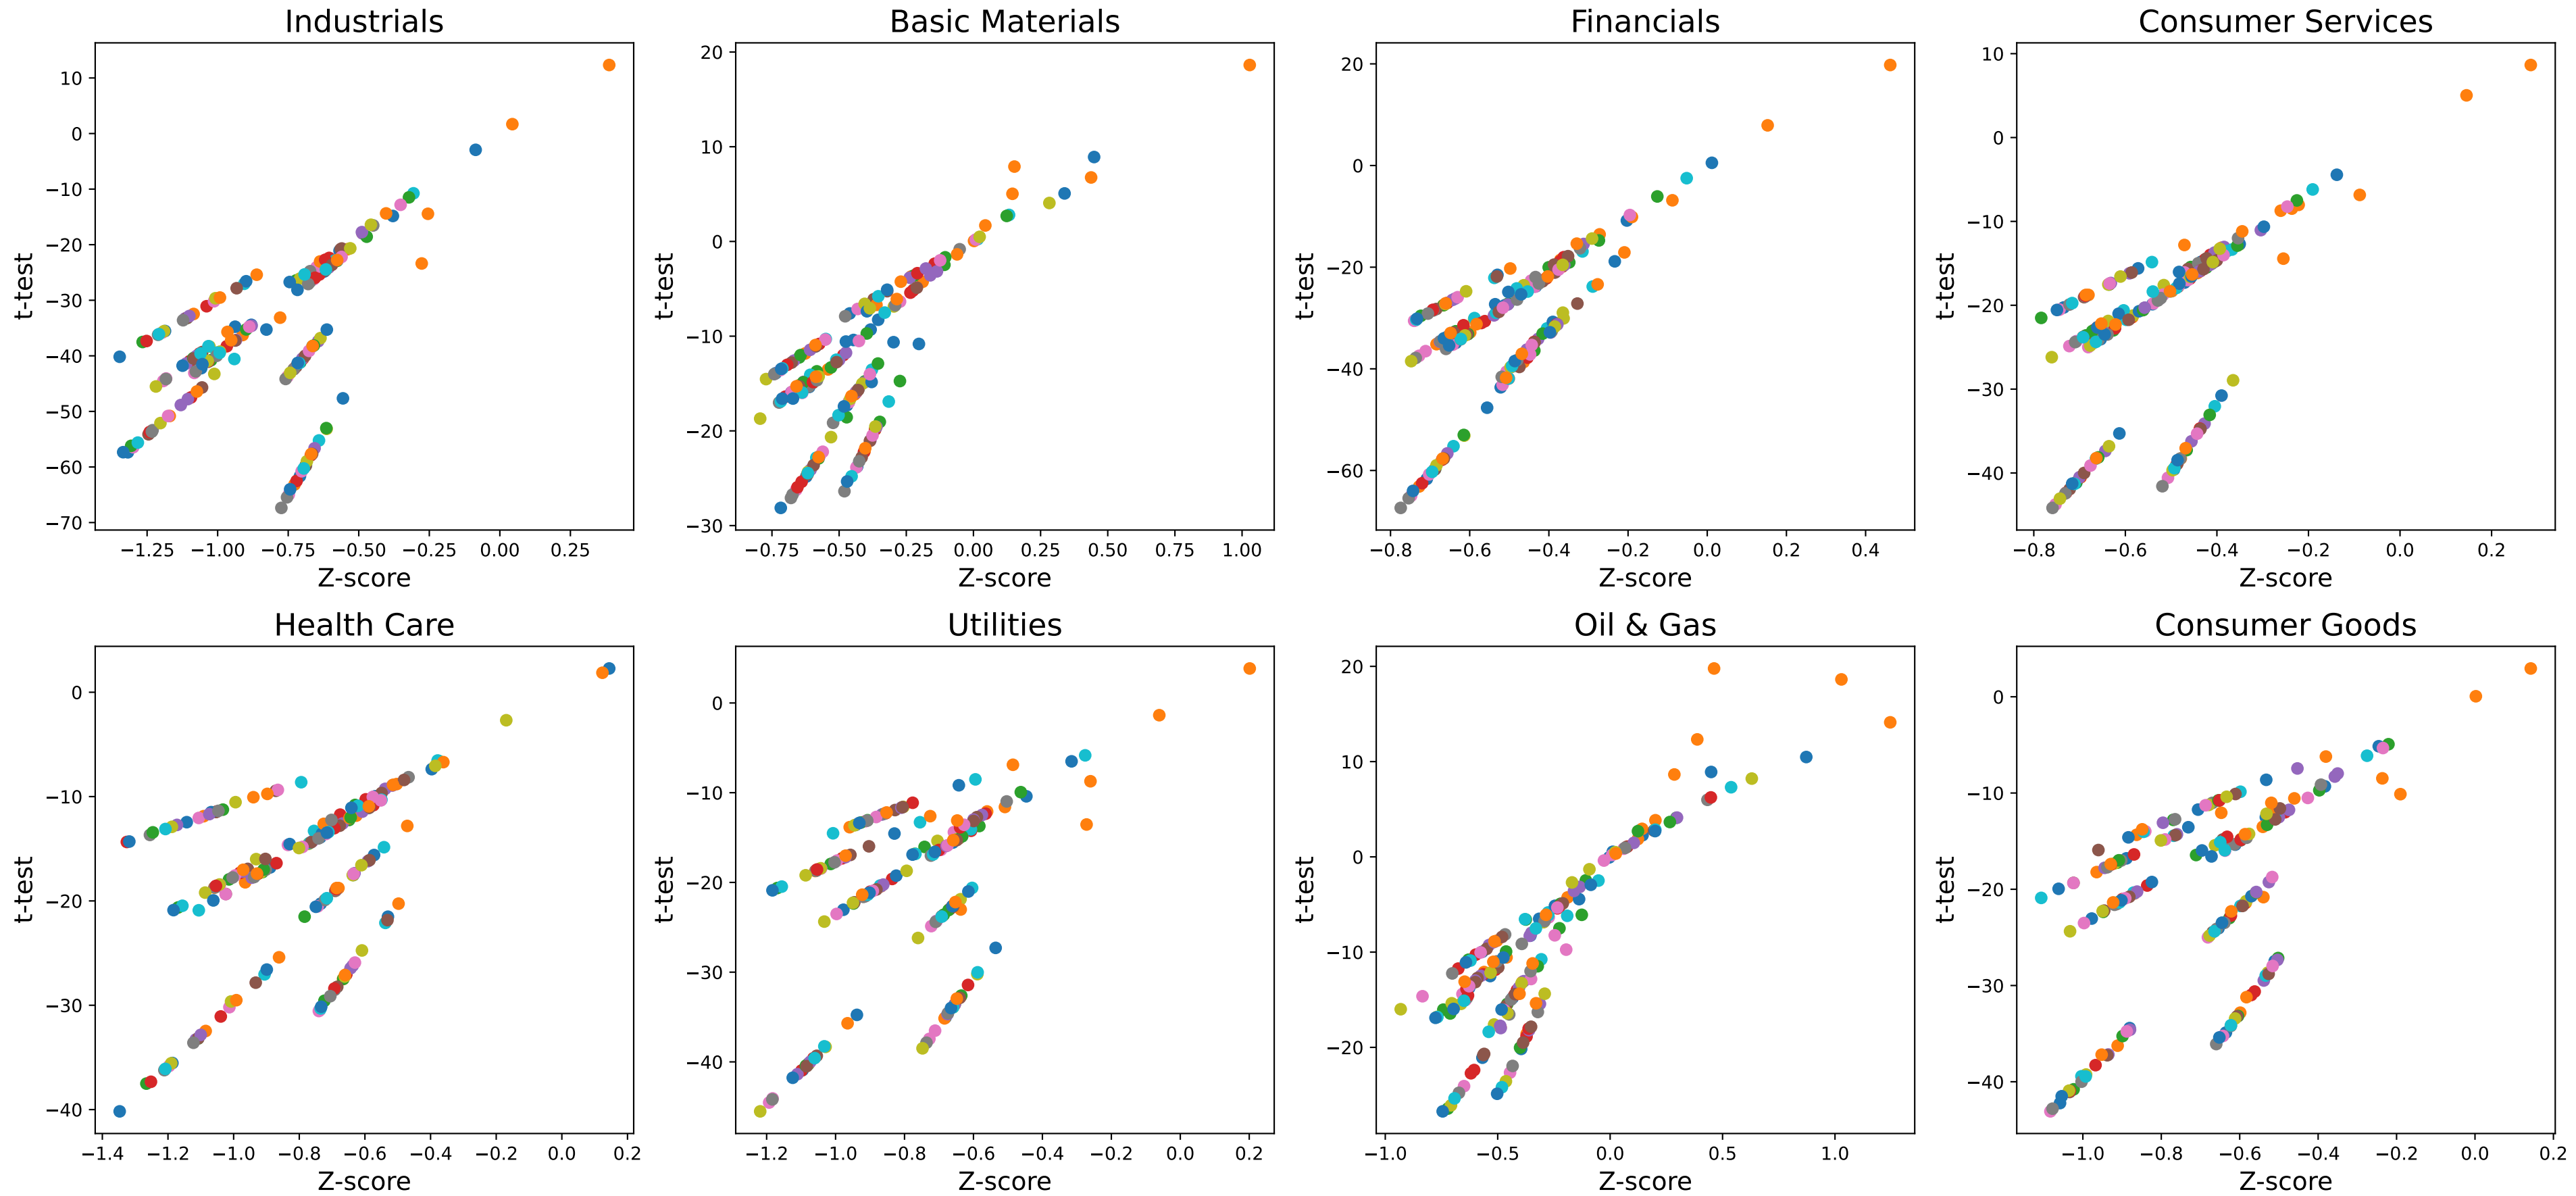 Industrials
t-test
10
0
−10
−20
−30
−40
−50
−60
−70
−1.25 −1.00 −0.75 −0.50 −0.25 0.00 0.25
Z-score
Basic Materials
t-test
20
10
0
−10
−20
−30
−0.75 −0.50 −0.25 0.00 0.25 0.50 0.75 1.00
Z-score
Financials
t-test
20
0
−20
−40
−60
−0.8 −0.6 −0.4 −0.2 0.0 0.2 0.4
Z-score
Consumer Services
t-test
10
0
−10
−20
−30
−40
−0.8 −0.6 −0.4 −0.2 0.0 0.2
Z-score
Health Care
t-test
0
−10
−20
−30
−40
−1.4 −1.2 −1.0 −0.8 −0.6 −0.4 −0.2 0.0 0.2
Z-score
Utilities
t-test
0
−10
−20
−30
−40
−1.2 −1.0 −0.8 −0.6 −0.4 −0.2 0.0 0.2
Z-score
Oil & Gas
t-test
20
10
0
−10
−20
−1.0 −0.5 0.0 0.5 1.0
Z-score
Consumer Goods
t-test
0
−10
−20
−30
−40
−1.0 −0.8 −0.6 −0.4 −0.2 0.0 0.2
Z-score